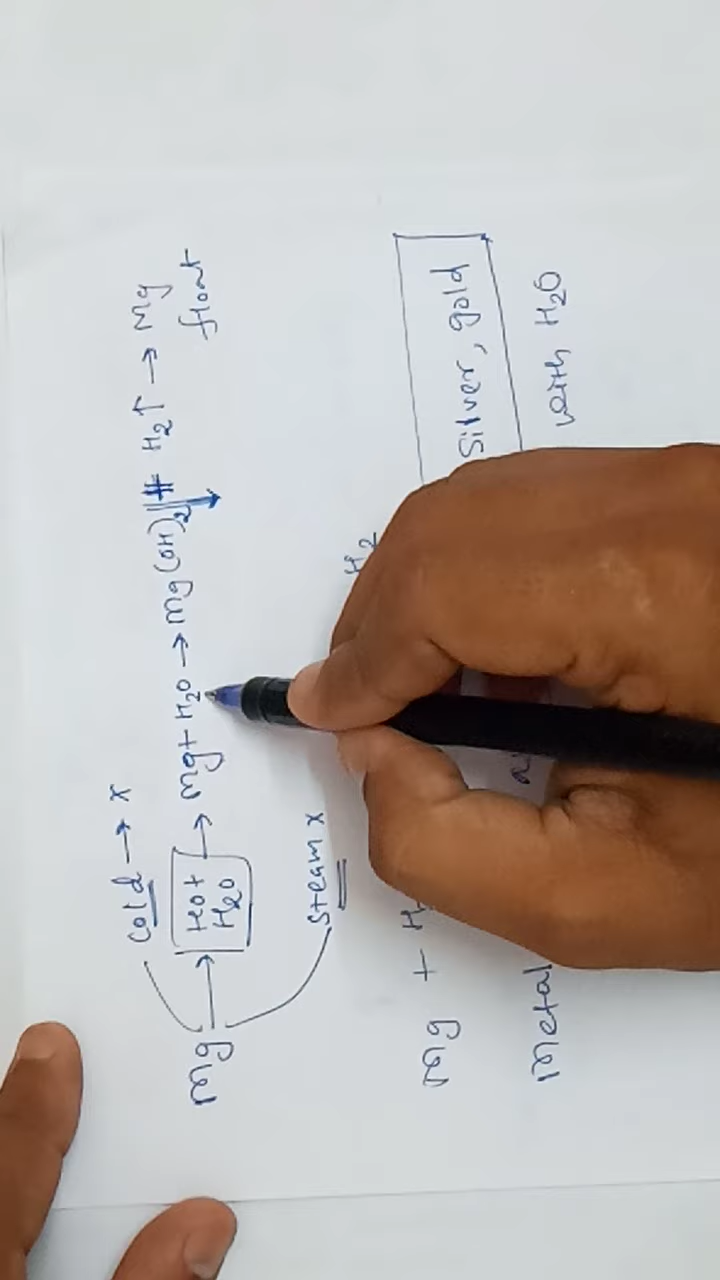 Cold → x
Mg → Hot H2O → Mg + H2O → Mg(OH)2 ↓ # H2↑ → Mg float
Steam x
Silver, gold
Mg + H2
Metal with H2O